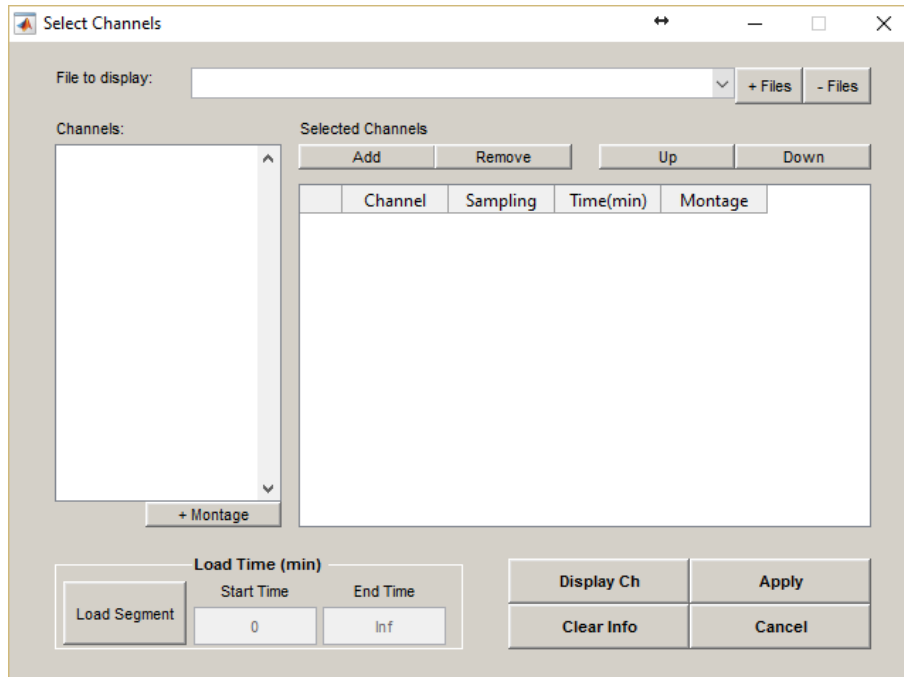 Select Channels
File to display:
+ Files
- Files
Channels:
Selected Channels
Add
Remove
Up
Down
Channel Sampling Time(min) Montage
+ Montage
Load Time (min)
Start Time
End Time
Load Segment
0
Inf
Display Ch
Apply
Clear Info
Cancel